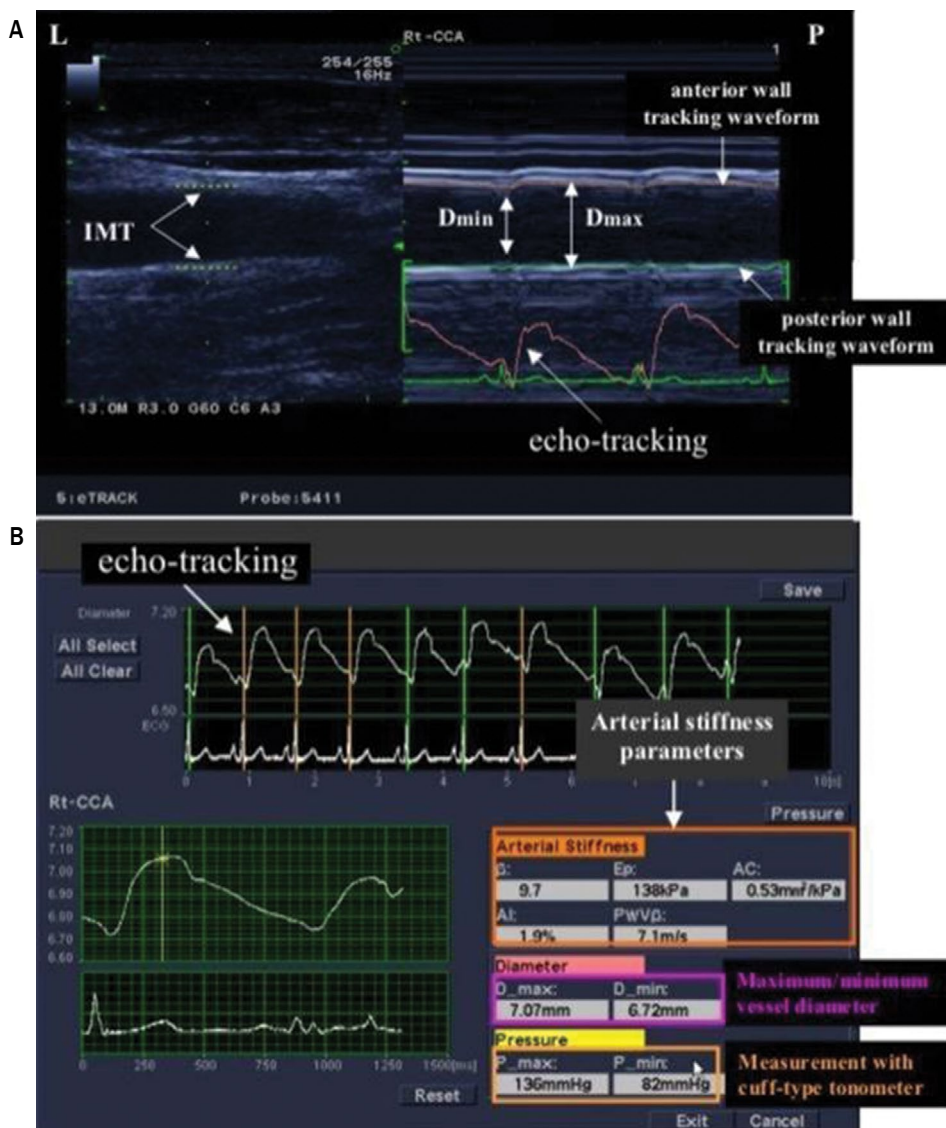 A
L
Rt-CCA
P
254/255
1
16Hz
anterior wall
tracking waveform
Dmin
Dmax
IMT
posterior wall
tracking waveform
echo-tracking
13.0M R3.0 G60 C6 A3
5:eTRACK Probe:5411
B
echo-tracking
Save
Diameter
7.20
All Select
All Clear
6.50
ECG
Arterial stiffness
parameters
0 1 2 3 4 5 6 7 8 9 10[s]
Rt-CCA
Pressure
7.20
7.10
7.00
6.90
6.80
6.70
6.60
Arterial Stiffness
ß: Ep: AC:
9.7 138kPa 0.53mm²/kPa
AI: PWVß:
1.9% 7.1m/s
Diameter
D_max: D_min:
7.07mm 6.72mm
Maximum/minimum
vessel diameter
Pressure
P_max: P_min:
136mmHg 82mmHg
Measurement with
cuff-type tonometer
0 250 500 750 1000 1250 1500[ms]
Reset
Exit Cancel